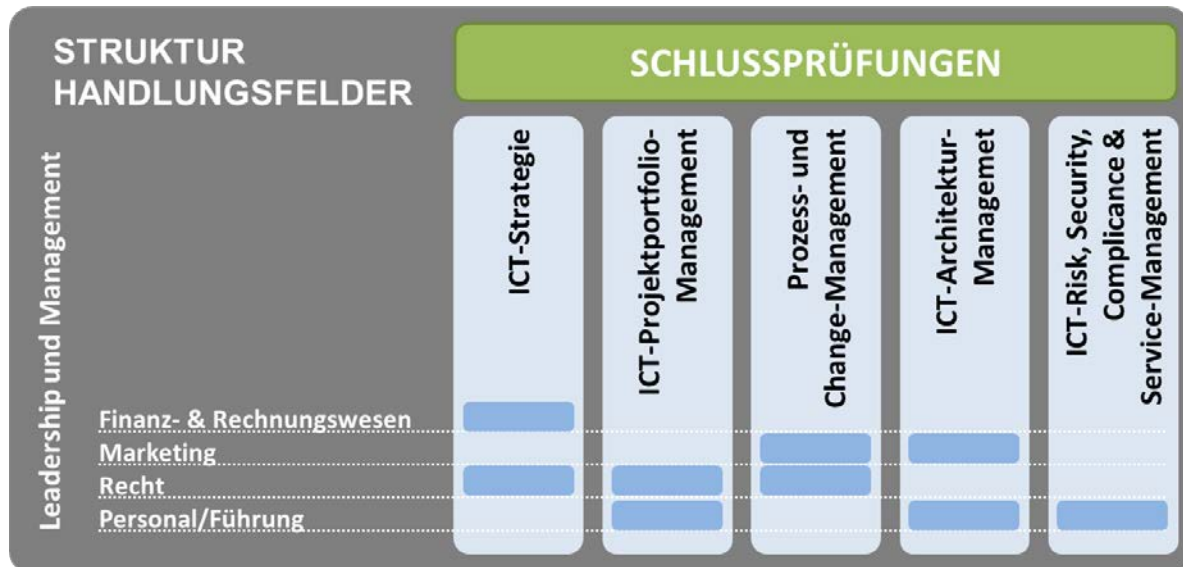 STRUKTUR
HANDLUNGSFELDER
SCHLUSSPRÜFUNGEN
ICT-Strategie
ICT-Projektportfolio-
Management
Prozess- und
Change-Management
ICT-Architektur-
Managemet
ICT-Risk, Security,
Complicance &
Service-Management
Leadership und Management
Finanz- & Rechnungswesen
Marketing
Recht
Personal/Führung